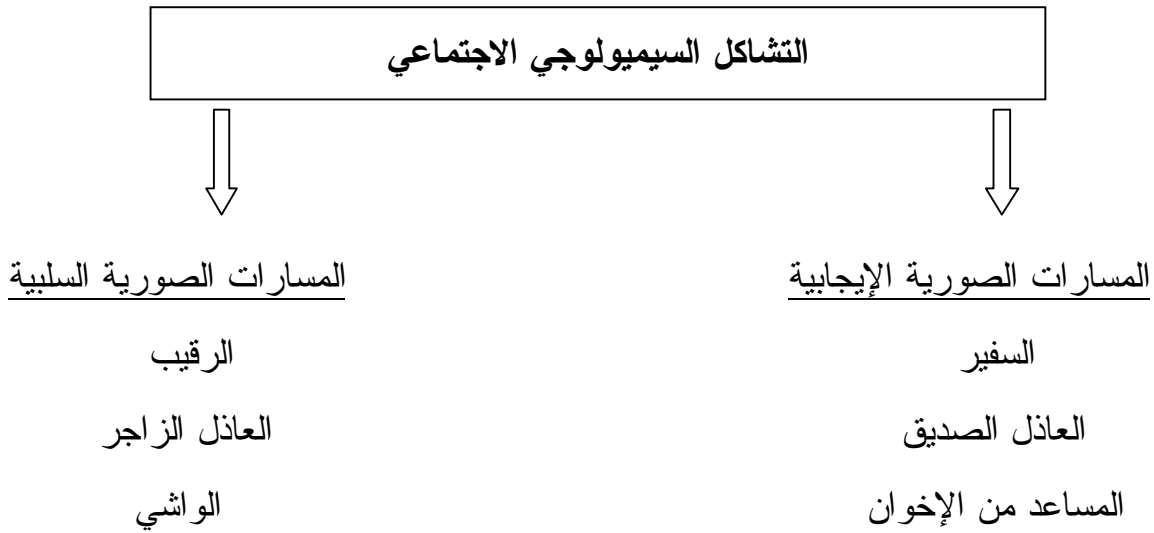 التشاكل السيميولوجي الاجتماعي
المسارات الصورية الإيجابية
المسارات الصورية السلبية
السفير
الرقيب
العاذل الصديق
العاذل الزاجر
المساعد من الإخوان
الواشي